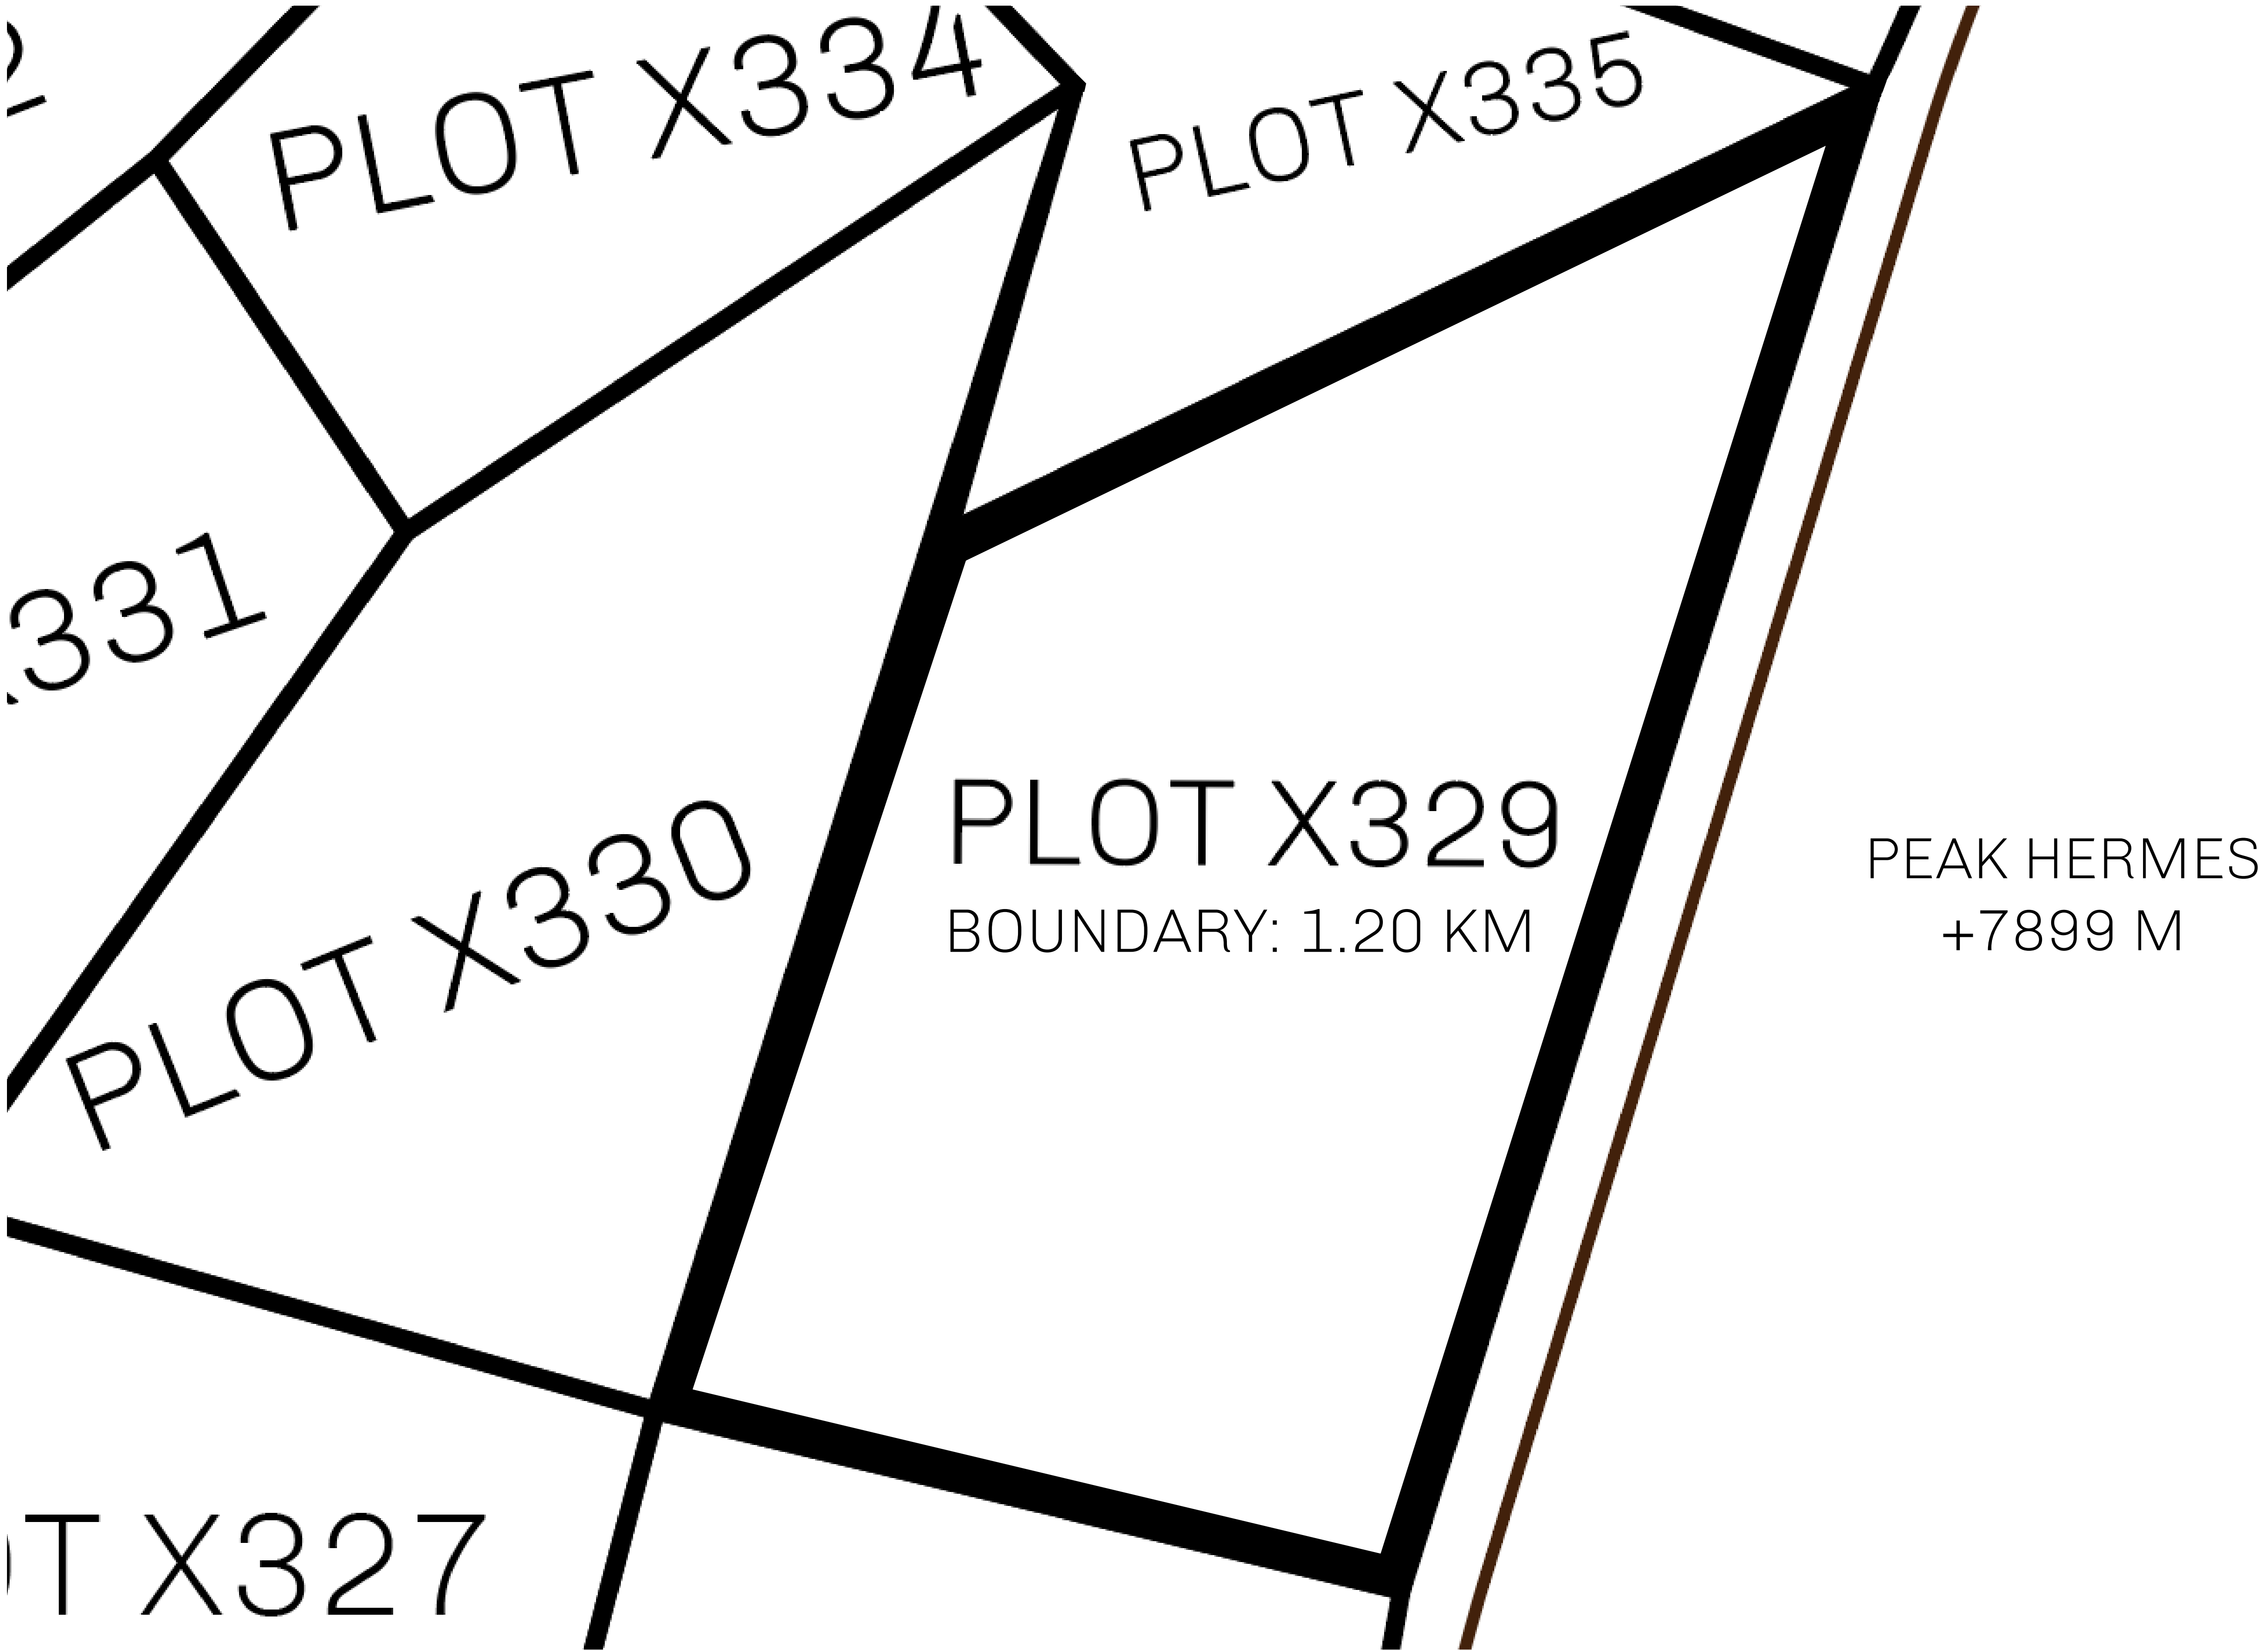 PLOT X334
PLOT X335
331
PLOT X330
PLOT X329
BOUNDARY: 1.20 KM
PEAK HERMES
+7899 M
OT X327